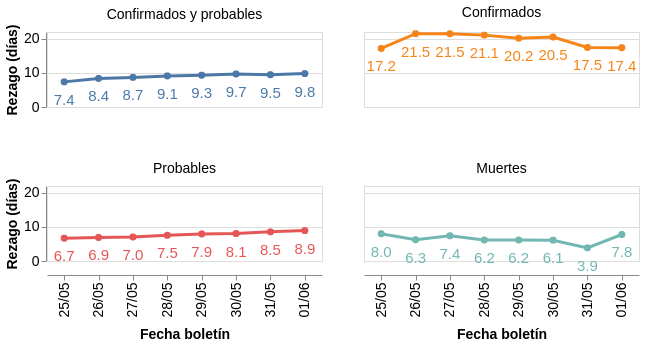 Confirmados y probables
Rezago (días)
20
10
0
7.4 8.4 8.7 9.1 9.3 9.7 9.5 9.8
Confirmados
17.2 21.5 21.5 21.1 20.2 20.5 17.5 17.4
Probables
Rezago (días)
20
10
0
6.7 6.9 7.0 7.5 7.9 8.1 8.5 8.9
25/05 26/05 27/05 28/05 29/05 30/05 31/05 01/06
Fecha boletín
Muertes
8.0 6.3 7.4 6.2 6.2 6.1 3.9 7.8
25/05 26/05 27/05 28/05 29/05 30/05 31/05 01/06
Fecha boletín